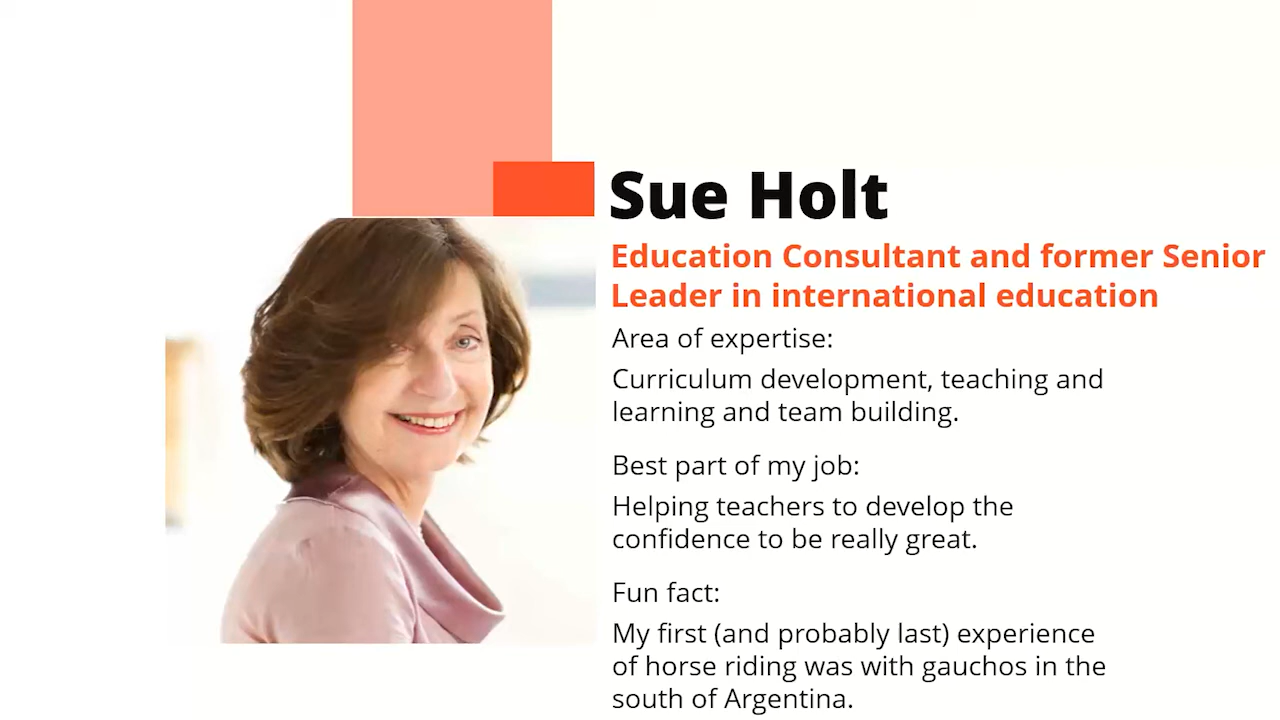 Sue Holt
Education Consultant and former Senior
Leader in international education
Area of expertise:
Curriculum development, teaching and
learning and team building.
Best part of my job:
Helping teachers to develop the
confidence to be really great.
Fun fact:
My first (and probably last) experience
of horse riding was with gauchos in the
south of Argentina.